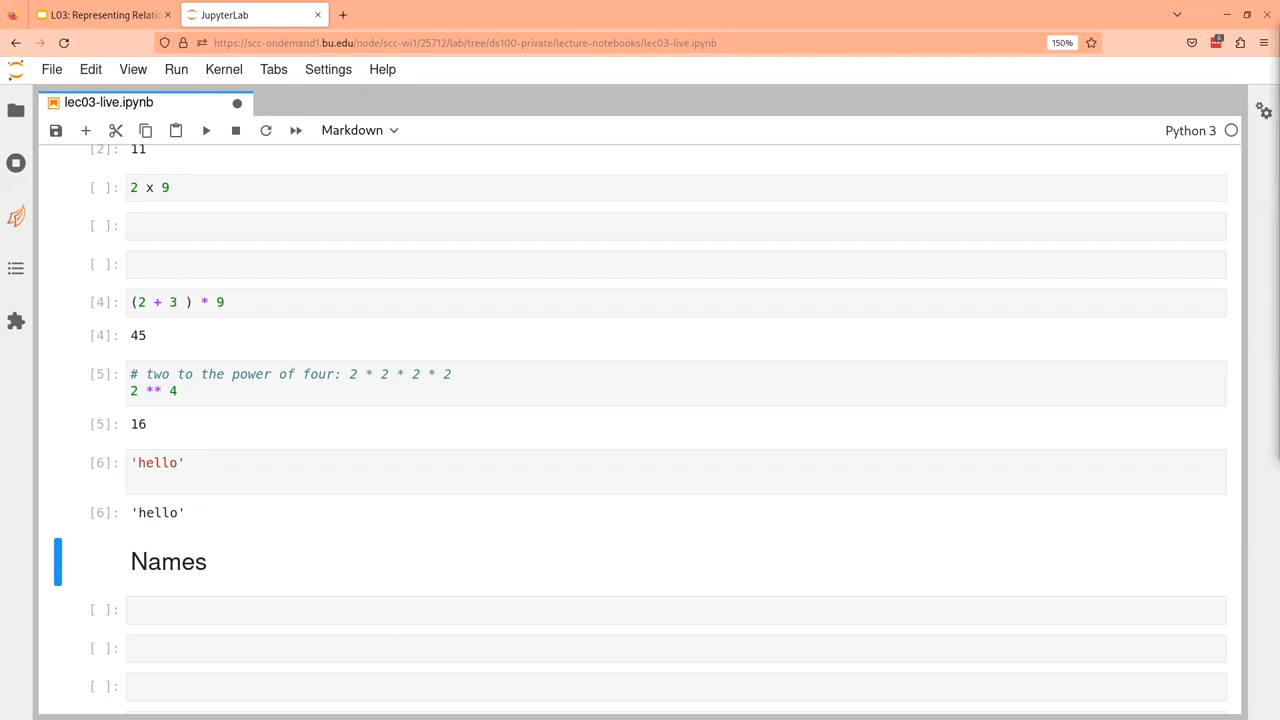 L03: Representing Relati
JupyterLab
https://scc-ondemand1.bu.edu/node/scc-wi1/25712/lab/tree/ds100-private/lecture-notebooks/lec03-live.ipynb
150%
6
File Edit View Run Kernel Tabs Settings Help
lec03-live.ipynb
Markdown
Python 3
[2]: 11
[ ]: 2 x 9
[ ]:
[ ]:
[4]: (2 + 3 ) * 9
[4]: 45
[5]: # two to the power of four: 2 * 2 * 2 * 2
2 ** 4
[5]: 16
[6]: 'hello'
[6]: 'hello'
Names
[ ]:
[ ]:
[ ]: